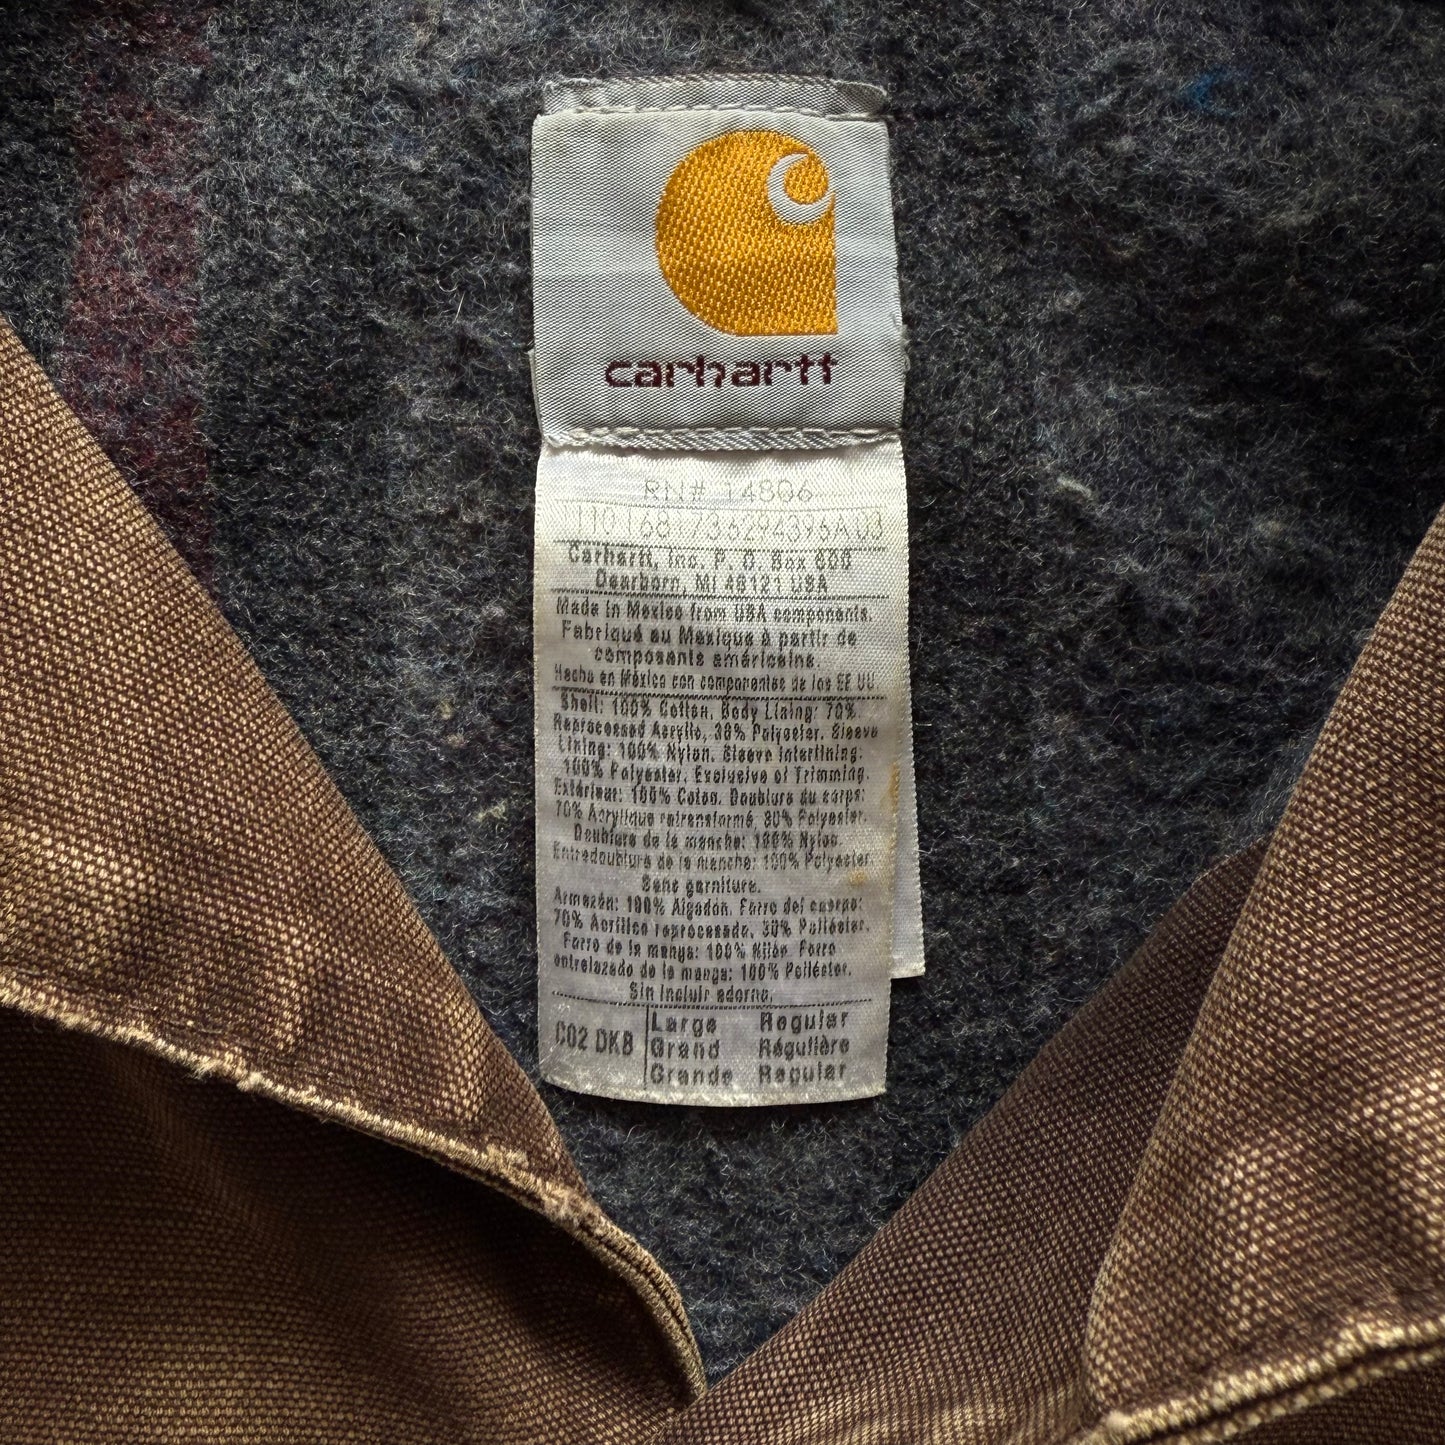 carhartt
RN# 14806
1101681736294396A03
Carhartt, Inc. P. O. Box 600
Dearborn, MI 48121 USA
Made in Mexico from USA components.
Fabriqué au Mexique à partir de
composants américains.
Hecho en México con componentes de los EE UU
Shell: 100% Cotton. Body Lining: 70%
Reprocessed Acrylic, 30% Polyester. Sleeve
Lining: 100% Nylon. Sleeve Interlining:
100% Polyester. Exclusive of Trimming.
Extérieur: 100% Coton. Doublure du corps:
70% Acrylique retransformé, 30% Polyester.
Doublure de la manche: 100% Nylon.
Entredoublure de la manche: 100% Polyester.
Sans garniture.
Armazón: 100% Algodon. Forro del cuerpo:
70% Acrílico reprocesado, 30% Poliéster.
Forro de la manga: 100% Nilón. Forro
entrelazado de la manga: 100% Poliéster.
Sin incluir adorno.
C02 DKB
Large Regular
Grand Régulière
Grande Regular